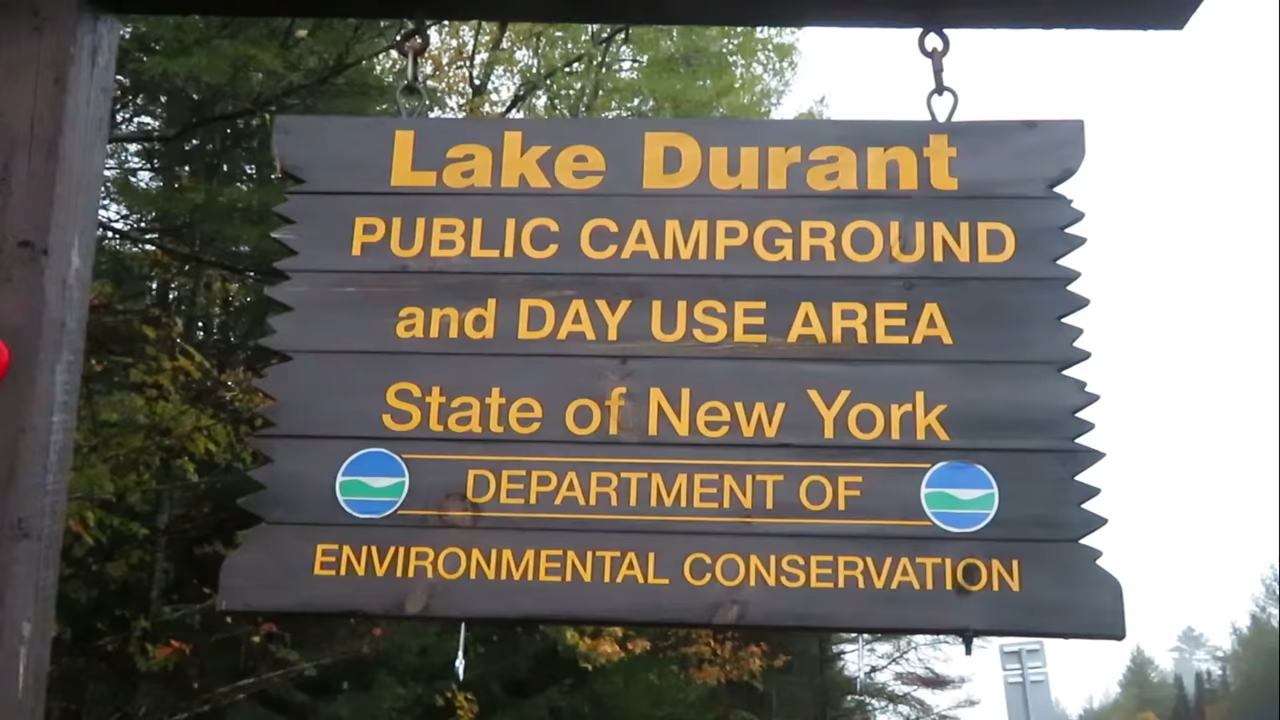 Lake Durant
PUBLIC CAMPGROUND
and DAY USE AREA
State of New York
DEPARTMENT OF
ENVIRONMENTAL CONSERVATION